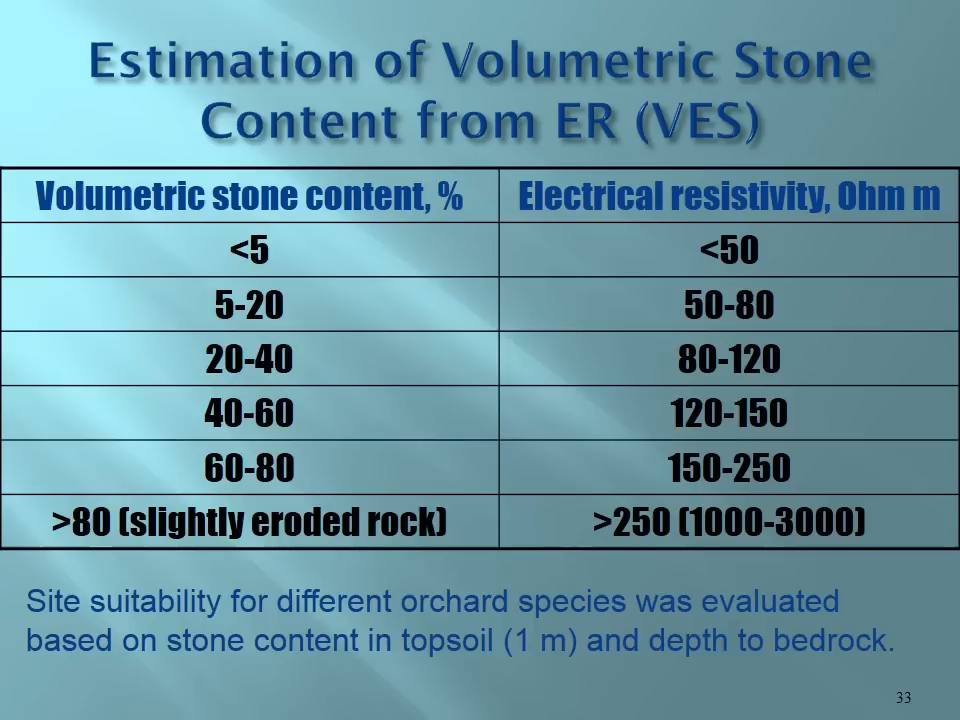 Estimation of Volumetric Stone
Content from ER (VES)
Volumetric stone content, % Electrical resistivity, Ohm m
<5 <50
5-20 50-80
20-40 80-120
40-60 120-150
60-80 150-250
>80 (slightly eroded rock) >250 (1000-3000)
Site suitability for different orchard species was evaluated
based on stone content in topsoil (1 m) and depth to bedrock.
33